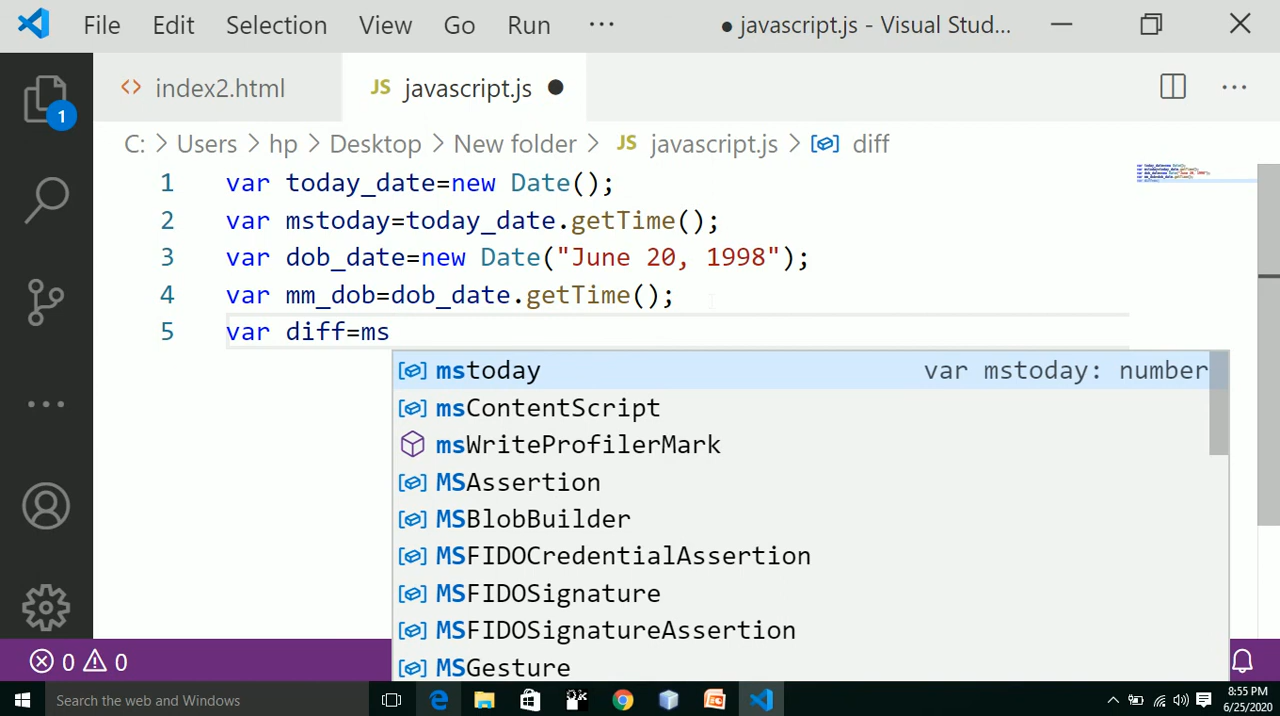 File Edit Selection View Go Run ··· ● javascript.js - Visual Stud...
index2.html JS javascript.js ●
C: > Users > hp > Desktop > New folder > JS javascript.js > diff
1 var today_date=new Date();
2 var mstoday=today_date.getTime();
3 var dob_date=new Date("June 20, 1998");
4 var mm_dob=dob_date.getTime();
5 var diff=ms
mstoday var mstoday: number
msContentScript
msWriteProfilerMark
MSAssertion
MSBlobBuilder
MSFIDOCredentialAssertion
MSFIDOSignature
MSFIDOSignatureAssertion
MSGesture
1
0 0
Search the web and Windows
8:55 PM
6/25/2020